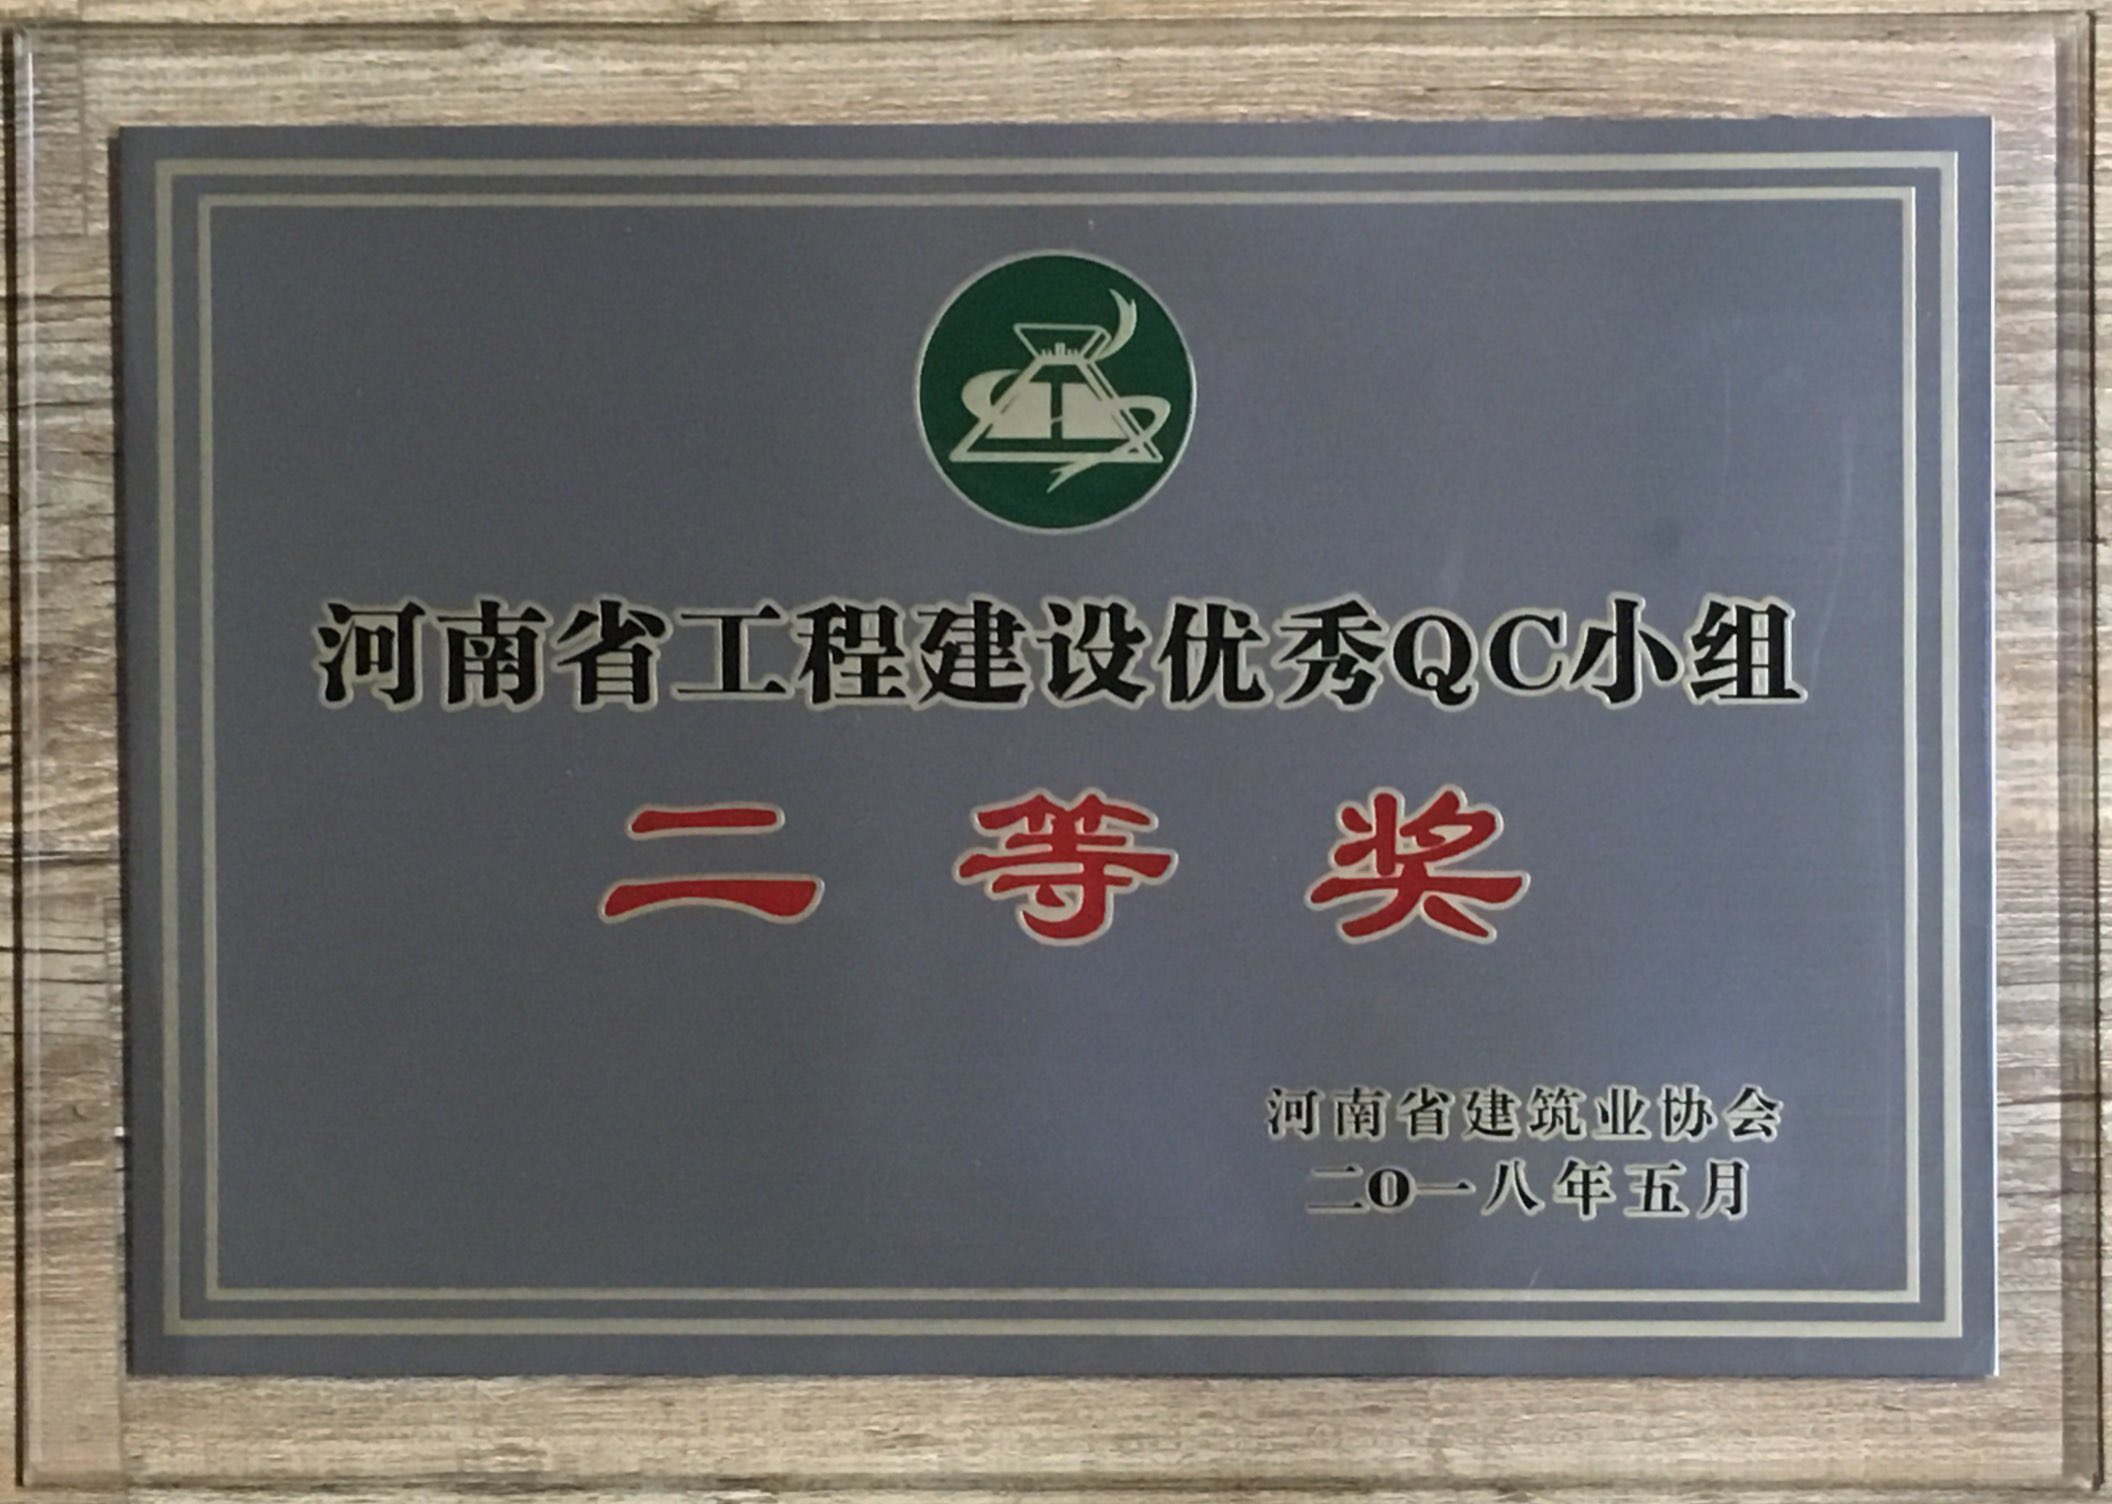 河南省工程建设优秀QC小组
二等奖
河南省建筑业协会
二0一八年五月